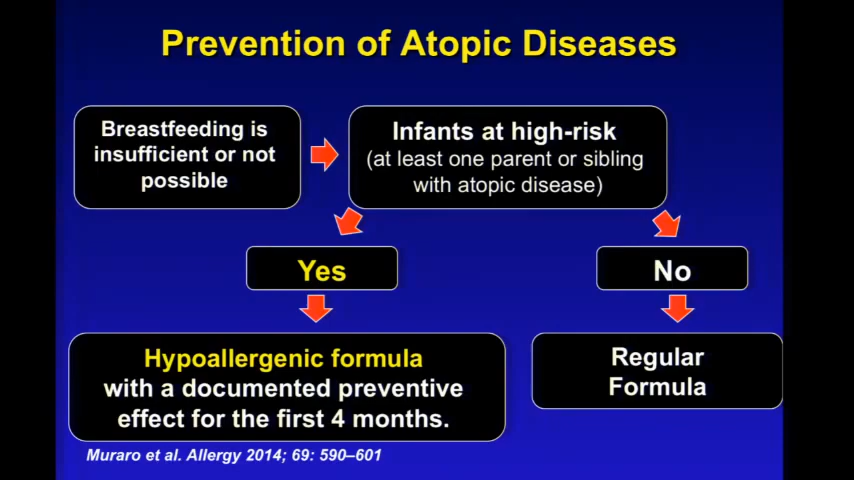 Prevention of Atopic Diseases
Breastfeeding is
insufficient or not
possible
Infants at high-risk
(at least one parent or sibling
with atopic disease)
Yes
No
Hypoallergenic formula
with a documented preventive
effect for the first 4 months.
Regular
Formula
Muraro et al. Allergy 2014; 69: 590–601